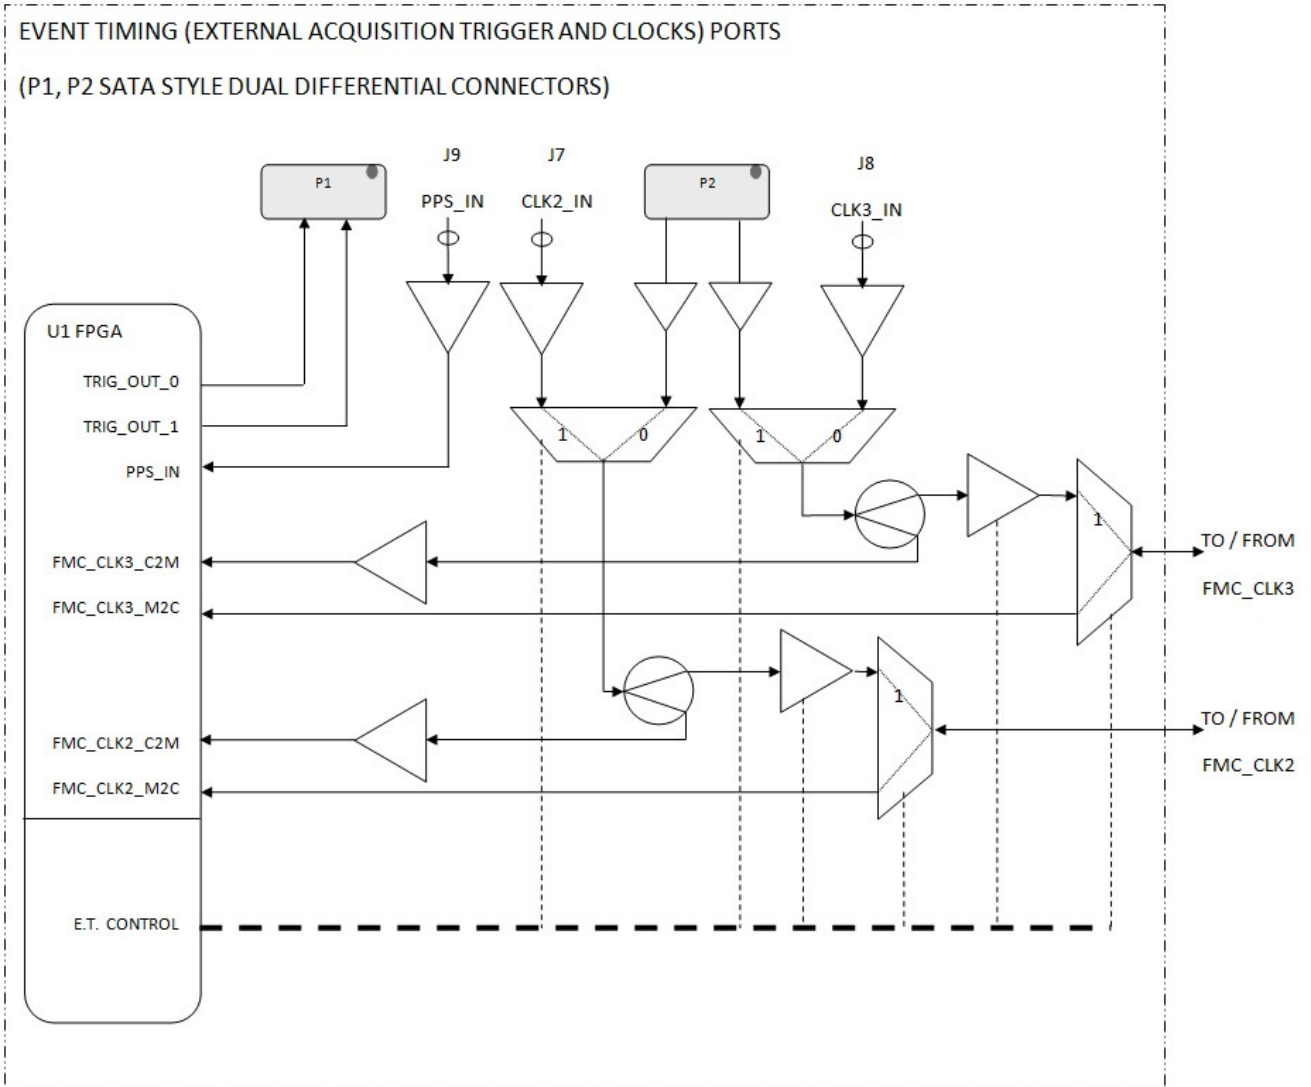 EVENT TIMING (EXTERNAL ACQUISITION TRIGGER AND CLOCKS) PORTS
(P1, P2 SATA STYLE DUAL DIFFERENTIAL CONNECTORS)
J9
J7
J8
P1
P2
PPS_IN
CLK2_IN
CLK3_IN
U1 FPGA
TRIG_OUT_0
TRIG_OUT_1
PPS_IN
1
0
1
0
1
TO / FROM
FMC_CLK3
FMC_CLK3_C2M
FMC_CLK3_M2C
1
TO / FROM
FMC_CLK2
FMC_CLK2_C2M
FMC_CLK2_M2C
E.T. CONTROL